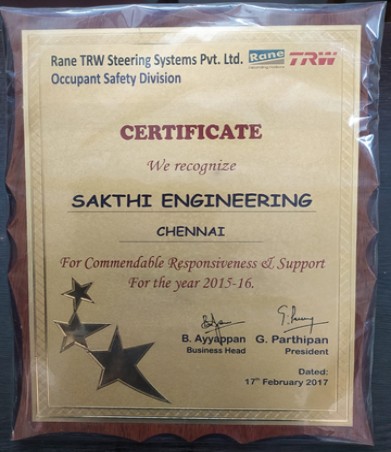 Rane TRW Steering Systems Pvt. Ltd. Rane TRW
Occupant Safety Division
CERTIFICATE
We recognize
SAKTHI ENGINEERING
CHENNAI
For Commendable Responsiveness & Support
For the year 2015-16.
B. Ayyappan G. Parthipan
Business Head President
Dated:
17th February 2017